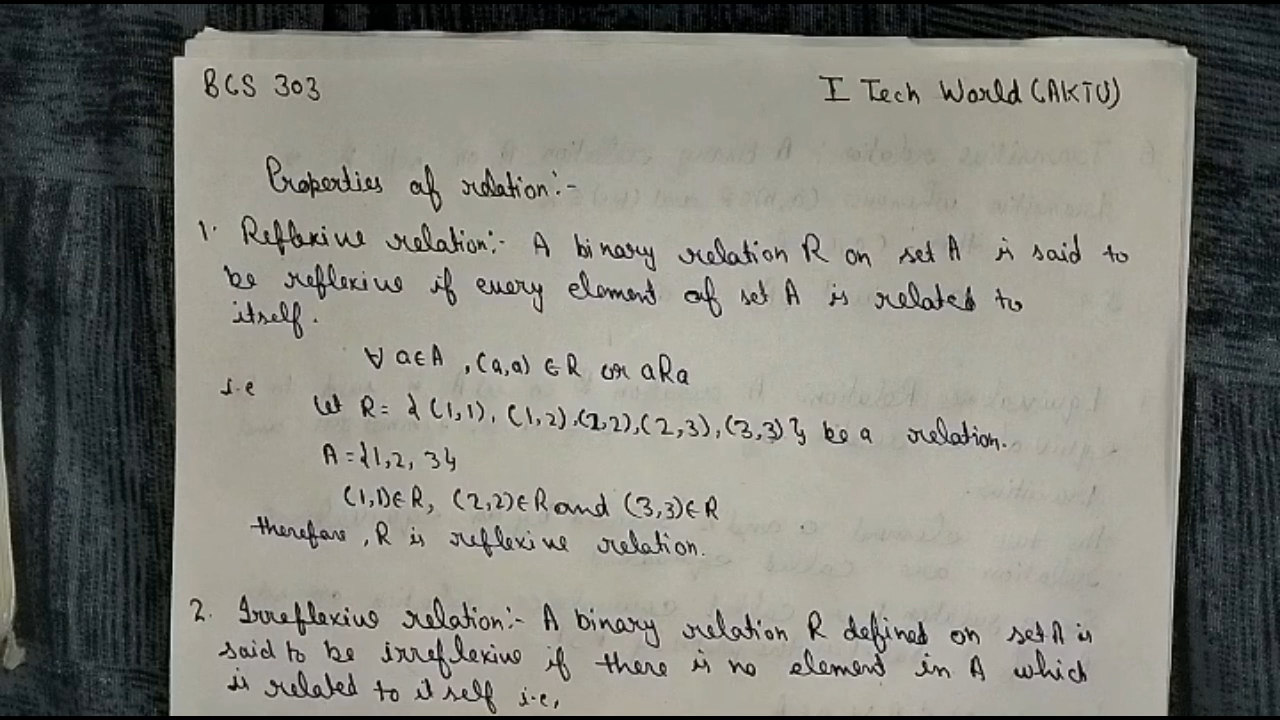 BCS 303
I Tech World (AKTU)
Properties of relation:-
1. Reflexive relation:- A binary relation R on set A is said to
be reflexive if every element of set A is related to
itself.
∀ a∈A , (a,a) ∈ R or aRa
i.e
let R = { (1,1), (1,2), (2,2), (2,3), (3,3) } be a relation.
A = {1, 2, 3}
(1,1)∈R, (2,2)∈R and (3,3)∈R
therefore, R is reflexive relation.
2. Irreflexive relation:- A binary relation R defined on set A is
said to be irreflexive if there is no element in A which
is related to itself i.e,